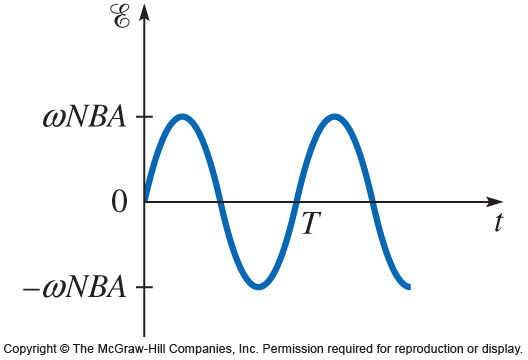 ℰ
ωNBA
0
T
t
−ωNBA
Copyright © The McGraw-Hill Companies, Inc. Permission required for reproduction or display.